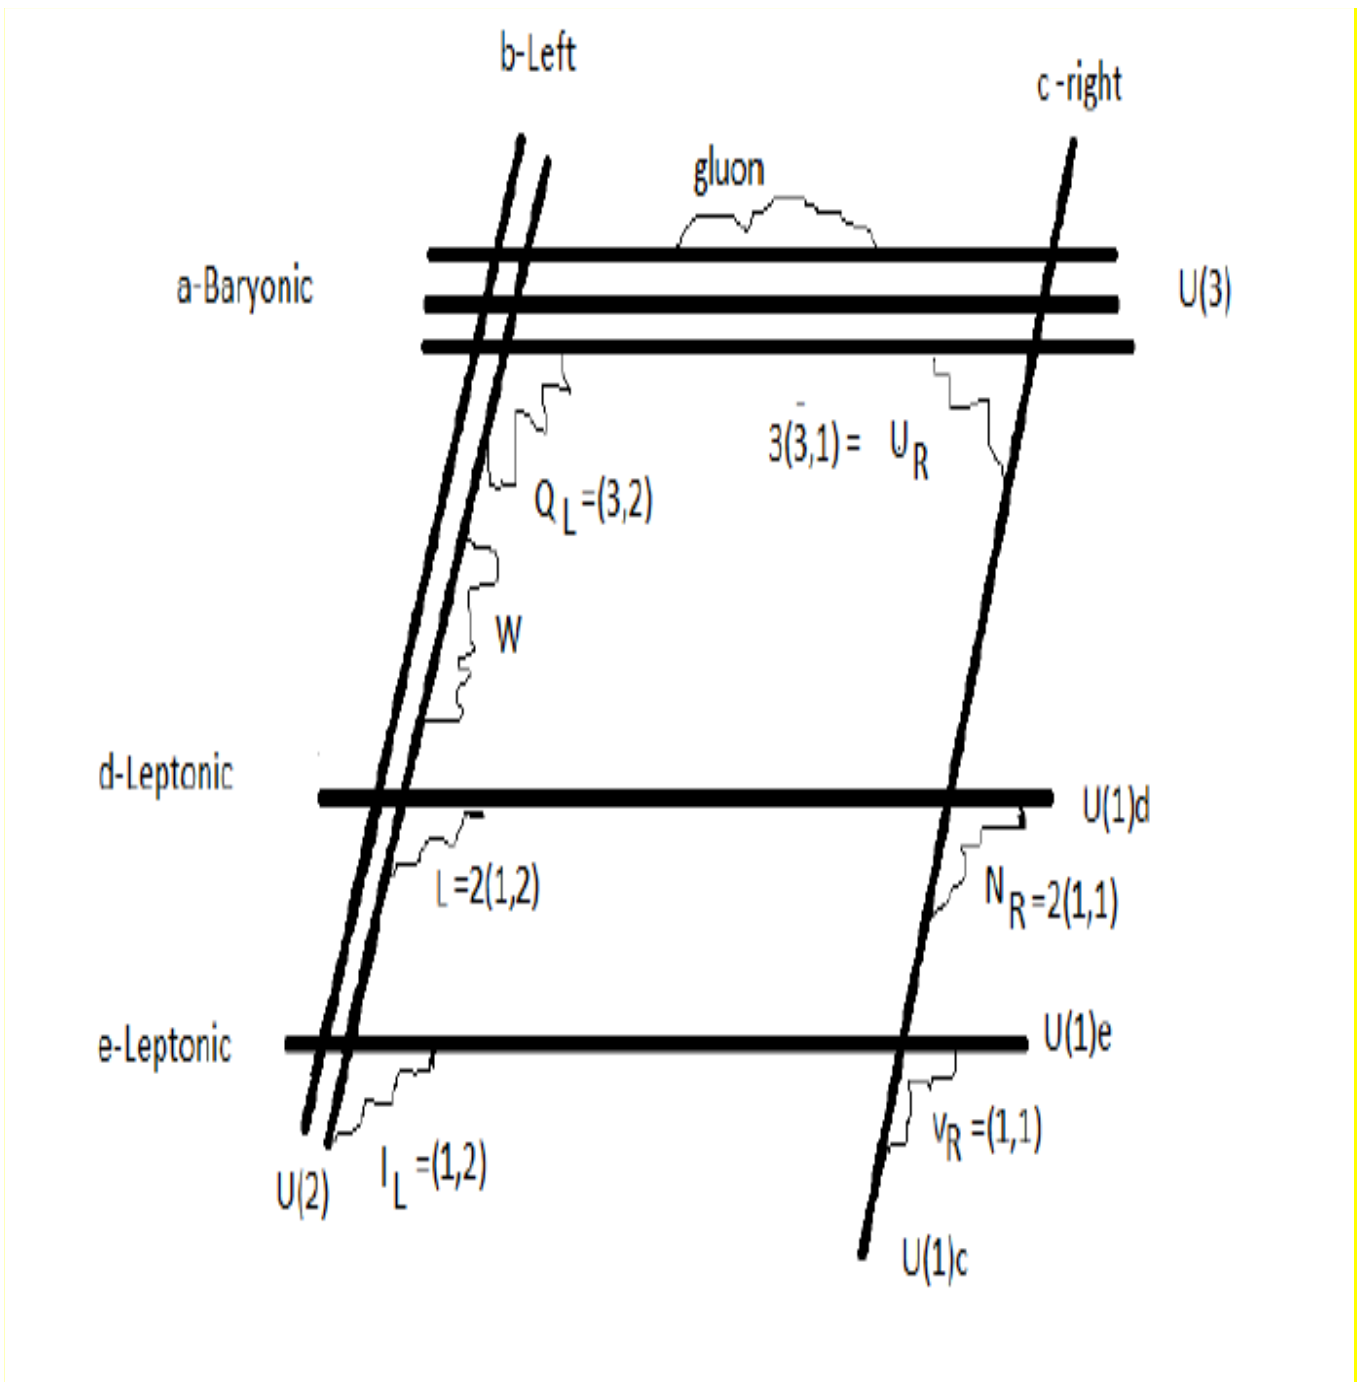 b-Left
c -right
gluon
a-Baryonic
U(3)
3(3̄,1) = U_R
Q_L =(3,2)
W
d-Leptonic
U(1)d
L =2(1,2)
N_R =2(1,1)
e-Leptonic
U(1)e
ν_R =(1,1)
l_L =(1,2)
U(2)
U(1)c